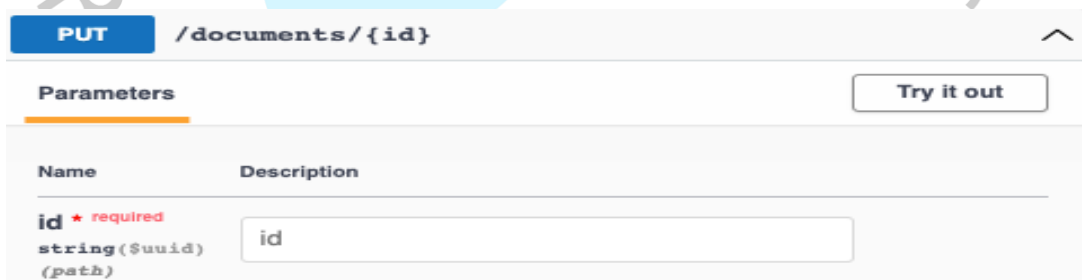 PUT /documents/{id}
Parameters Try it out
Name Description
id * required
string($uuid)
(path)
id